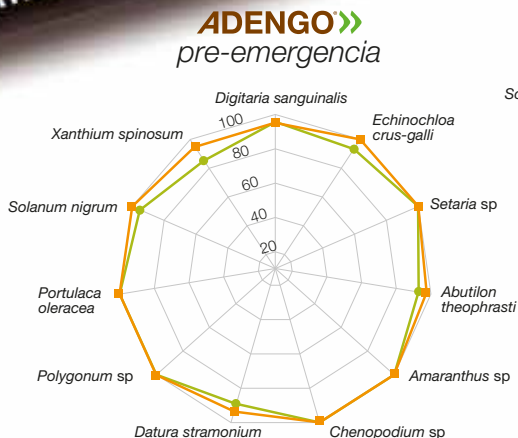 ADENGO®
pre-emergencia
So
Digitaria sanguinalis
Echinochloa
crus-galli
Xanthium spinosum
100
80
60
40
20
Solanum nigrum
Setaria sp
Portulaca
oleracea
Abutilon
theophrasti
Polygonum sp
Amaranthus sp
Datura stramonium
Chenopodium sp